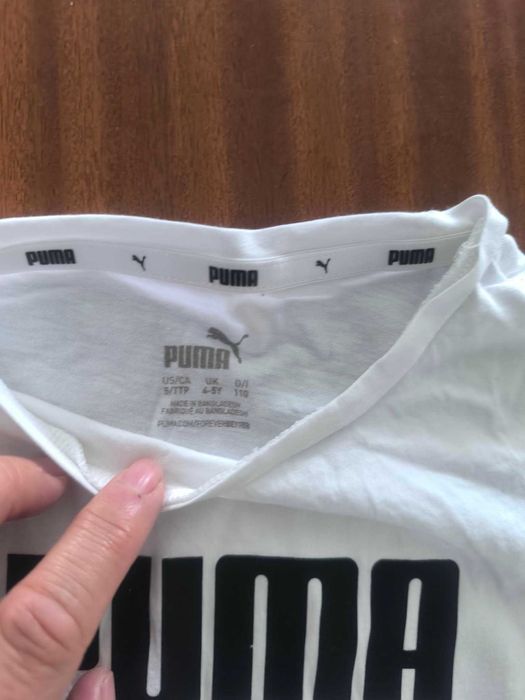 PUMA PUMA PUMA
PUMA
US/CA UK D/I
5/TTP 4-5Y 110
MADE IN BANGLADESH
FABRIQUÉ AU BANGLADESH
PUMA.COM/FOREVERBETTER
PUMA